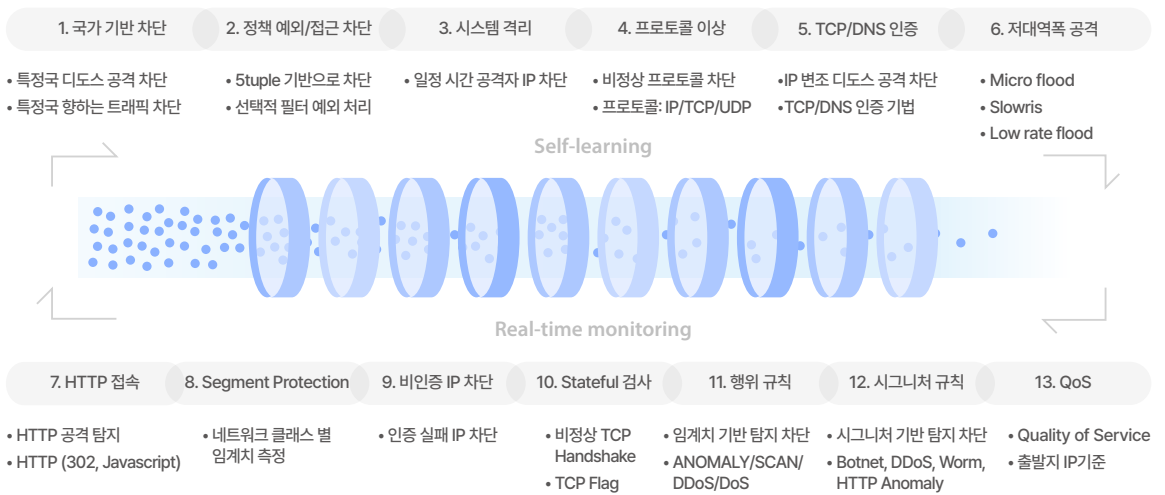 1. 국가 기반 차단
2. 정책 예외/접근 차단
3. 시스템 격리
4. 프로토콜 이상
5. TCP/DNS 인증
6. 저대역폭 공격
• 특정국 디도스 공격 차단
• 특정국 향하는 트래픽 차단
• 5tuple 기반으로 차단
• 선택적 필터 예외 처리
• 일정 시간 공격자 IP 차단
• 비정상 프로토콜 차단
• 프로토콜: IP/TCP/UDP
•IP 변조 디도스 공격 차단
•TCP/DNS 인증 기법
• Micro flood
• Slowris
• Low rate flood
Self-learning
Real-time monitoring
7. HTTP 접속
8. Segment Protection
9. 비인증 IP 차단
10. Stateful 검사
11. 행위 규칙
12. 시그니처 규칙
13. QoS
• HTTP 공격 탐지
• HTTP (302, Javascript)
• 네트워크 클래스 별
임계치 측정
• 인증 실패 IP 차단
• 비정상 TCP
Handshake
• TCP Flag
• 임계치 기반 탐지 차단
• ANOMALY/SCAN/
DDoS/DoS
• 시그니처 기반 탐지 차단
• Botnet, DDoS, Worm,
HTTP Anomaly
• Quality of Service
• 출발지 IP기준